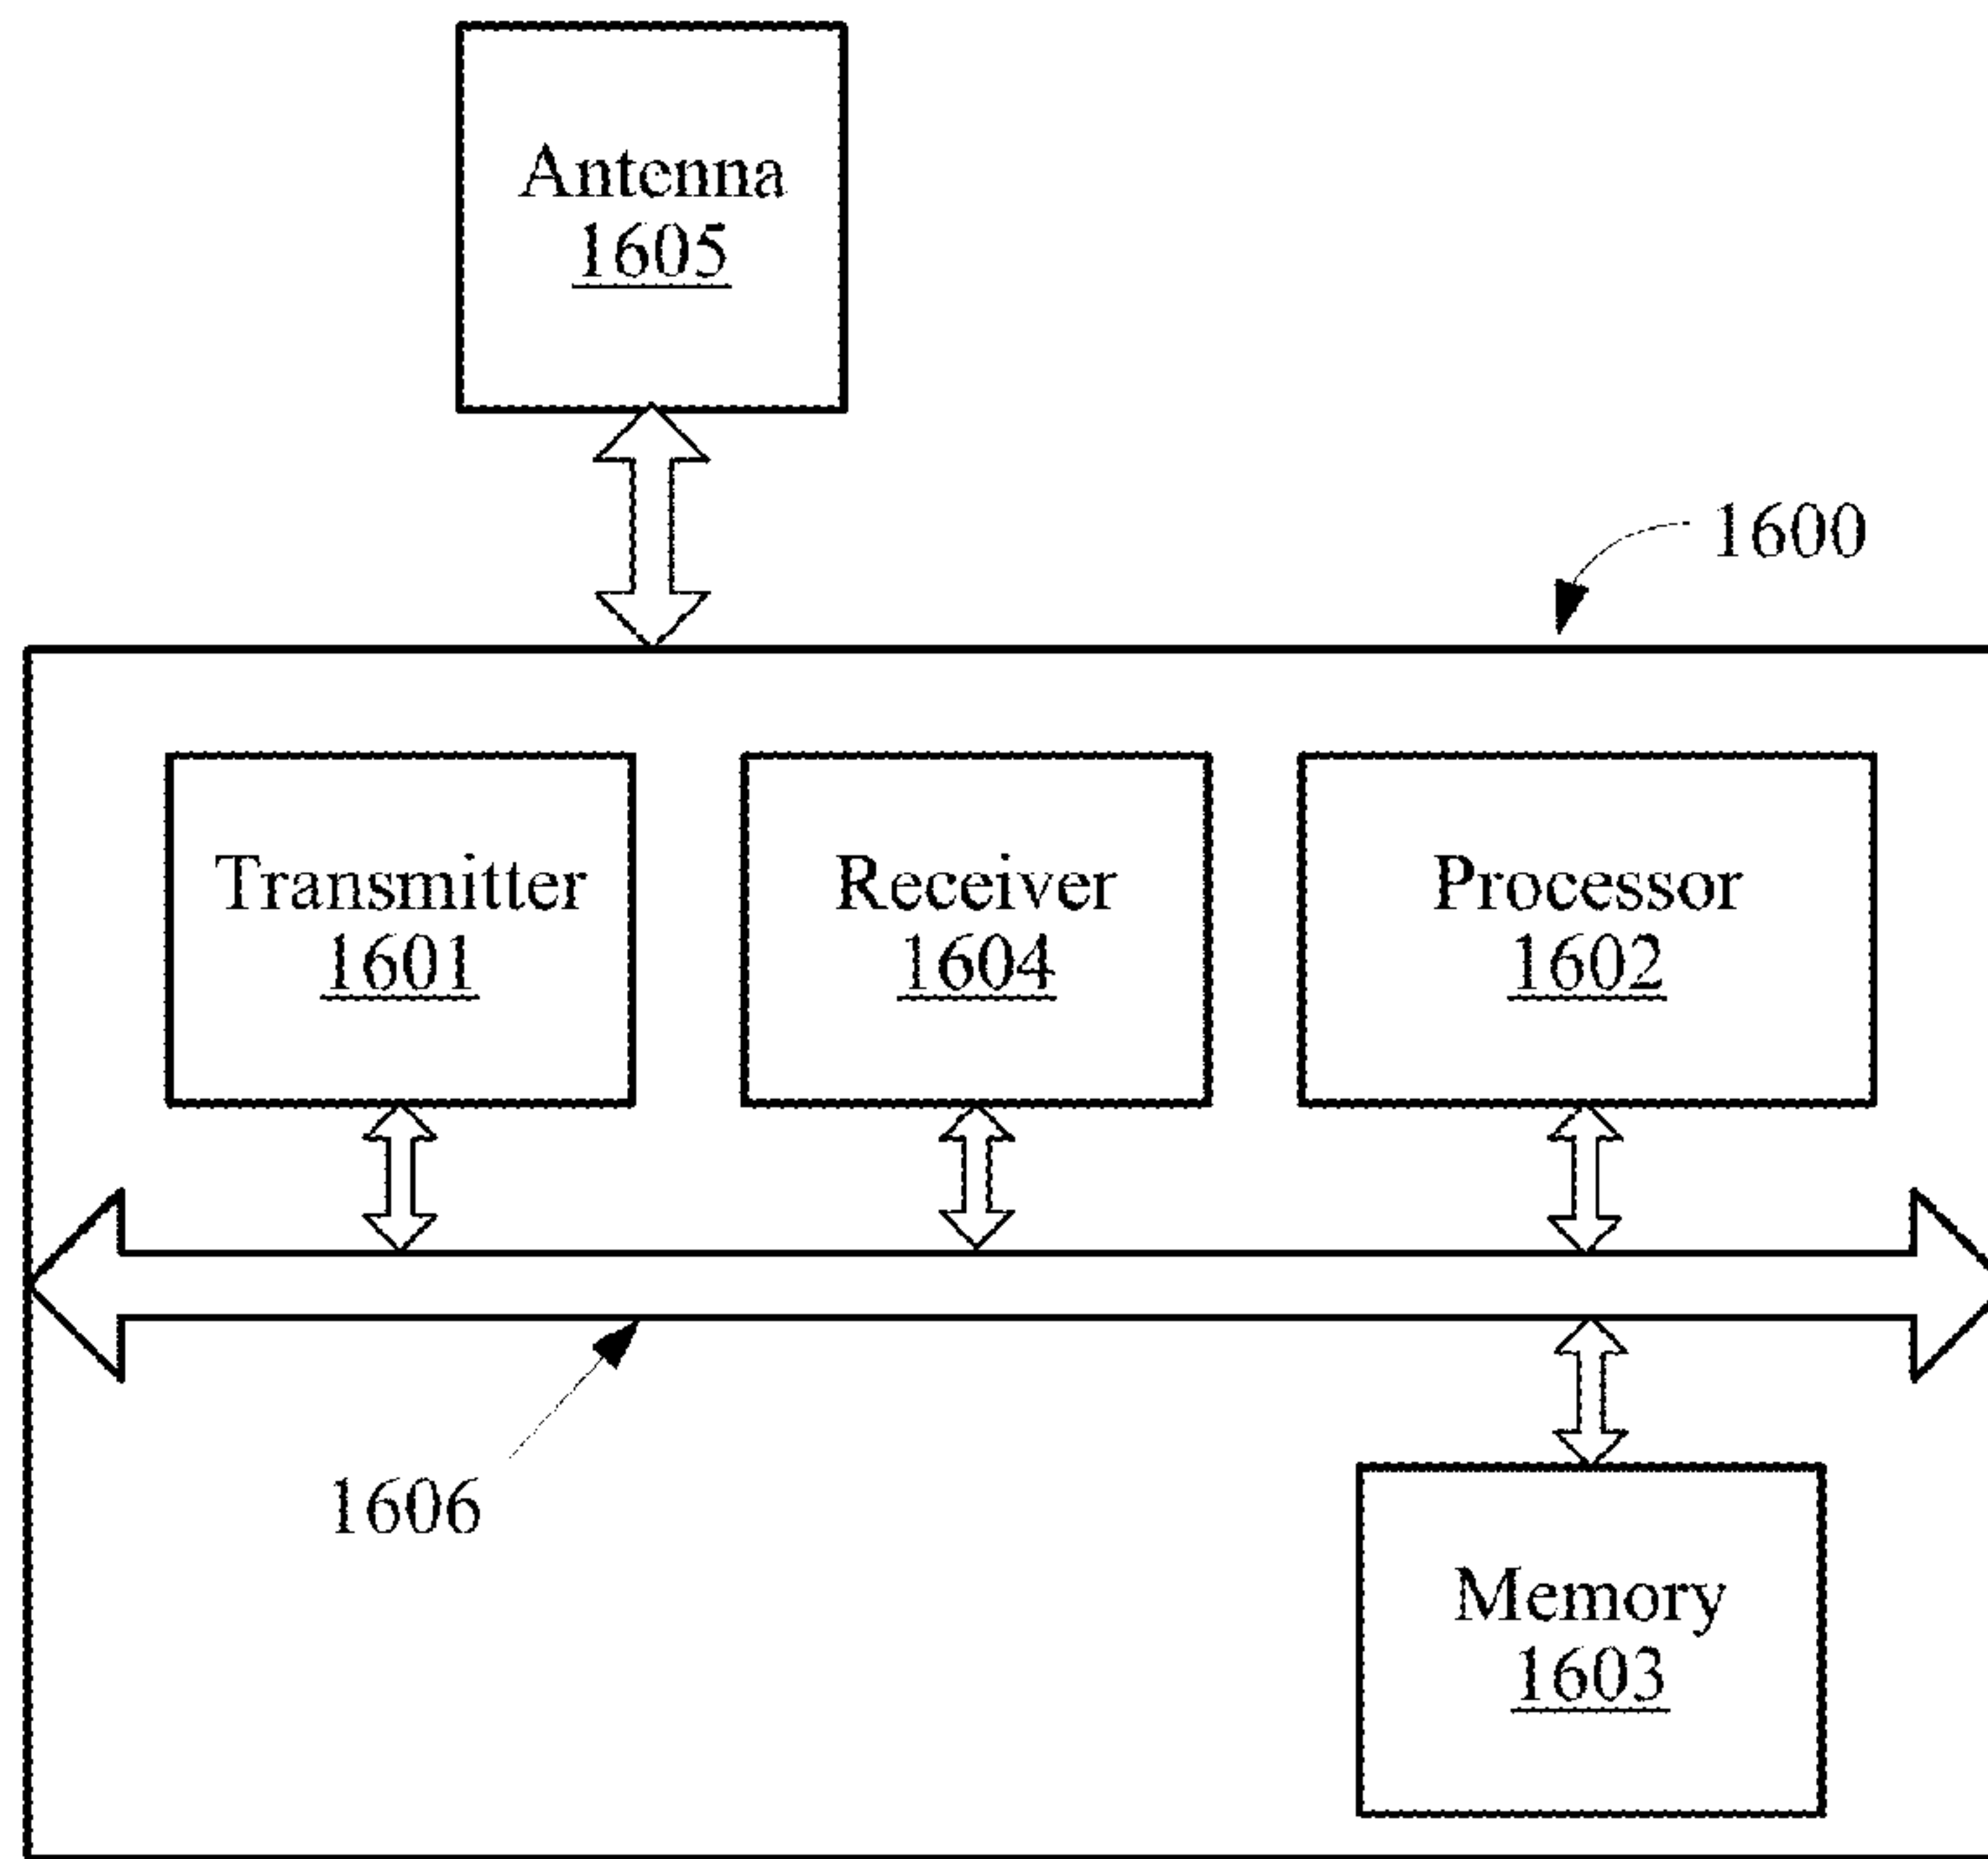 Antenna
1605
1600
Transmitter
1601
Receiver
1604
Processor
1602
1606
Memory
1603